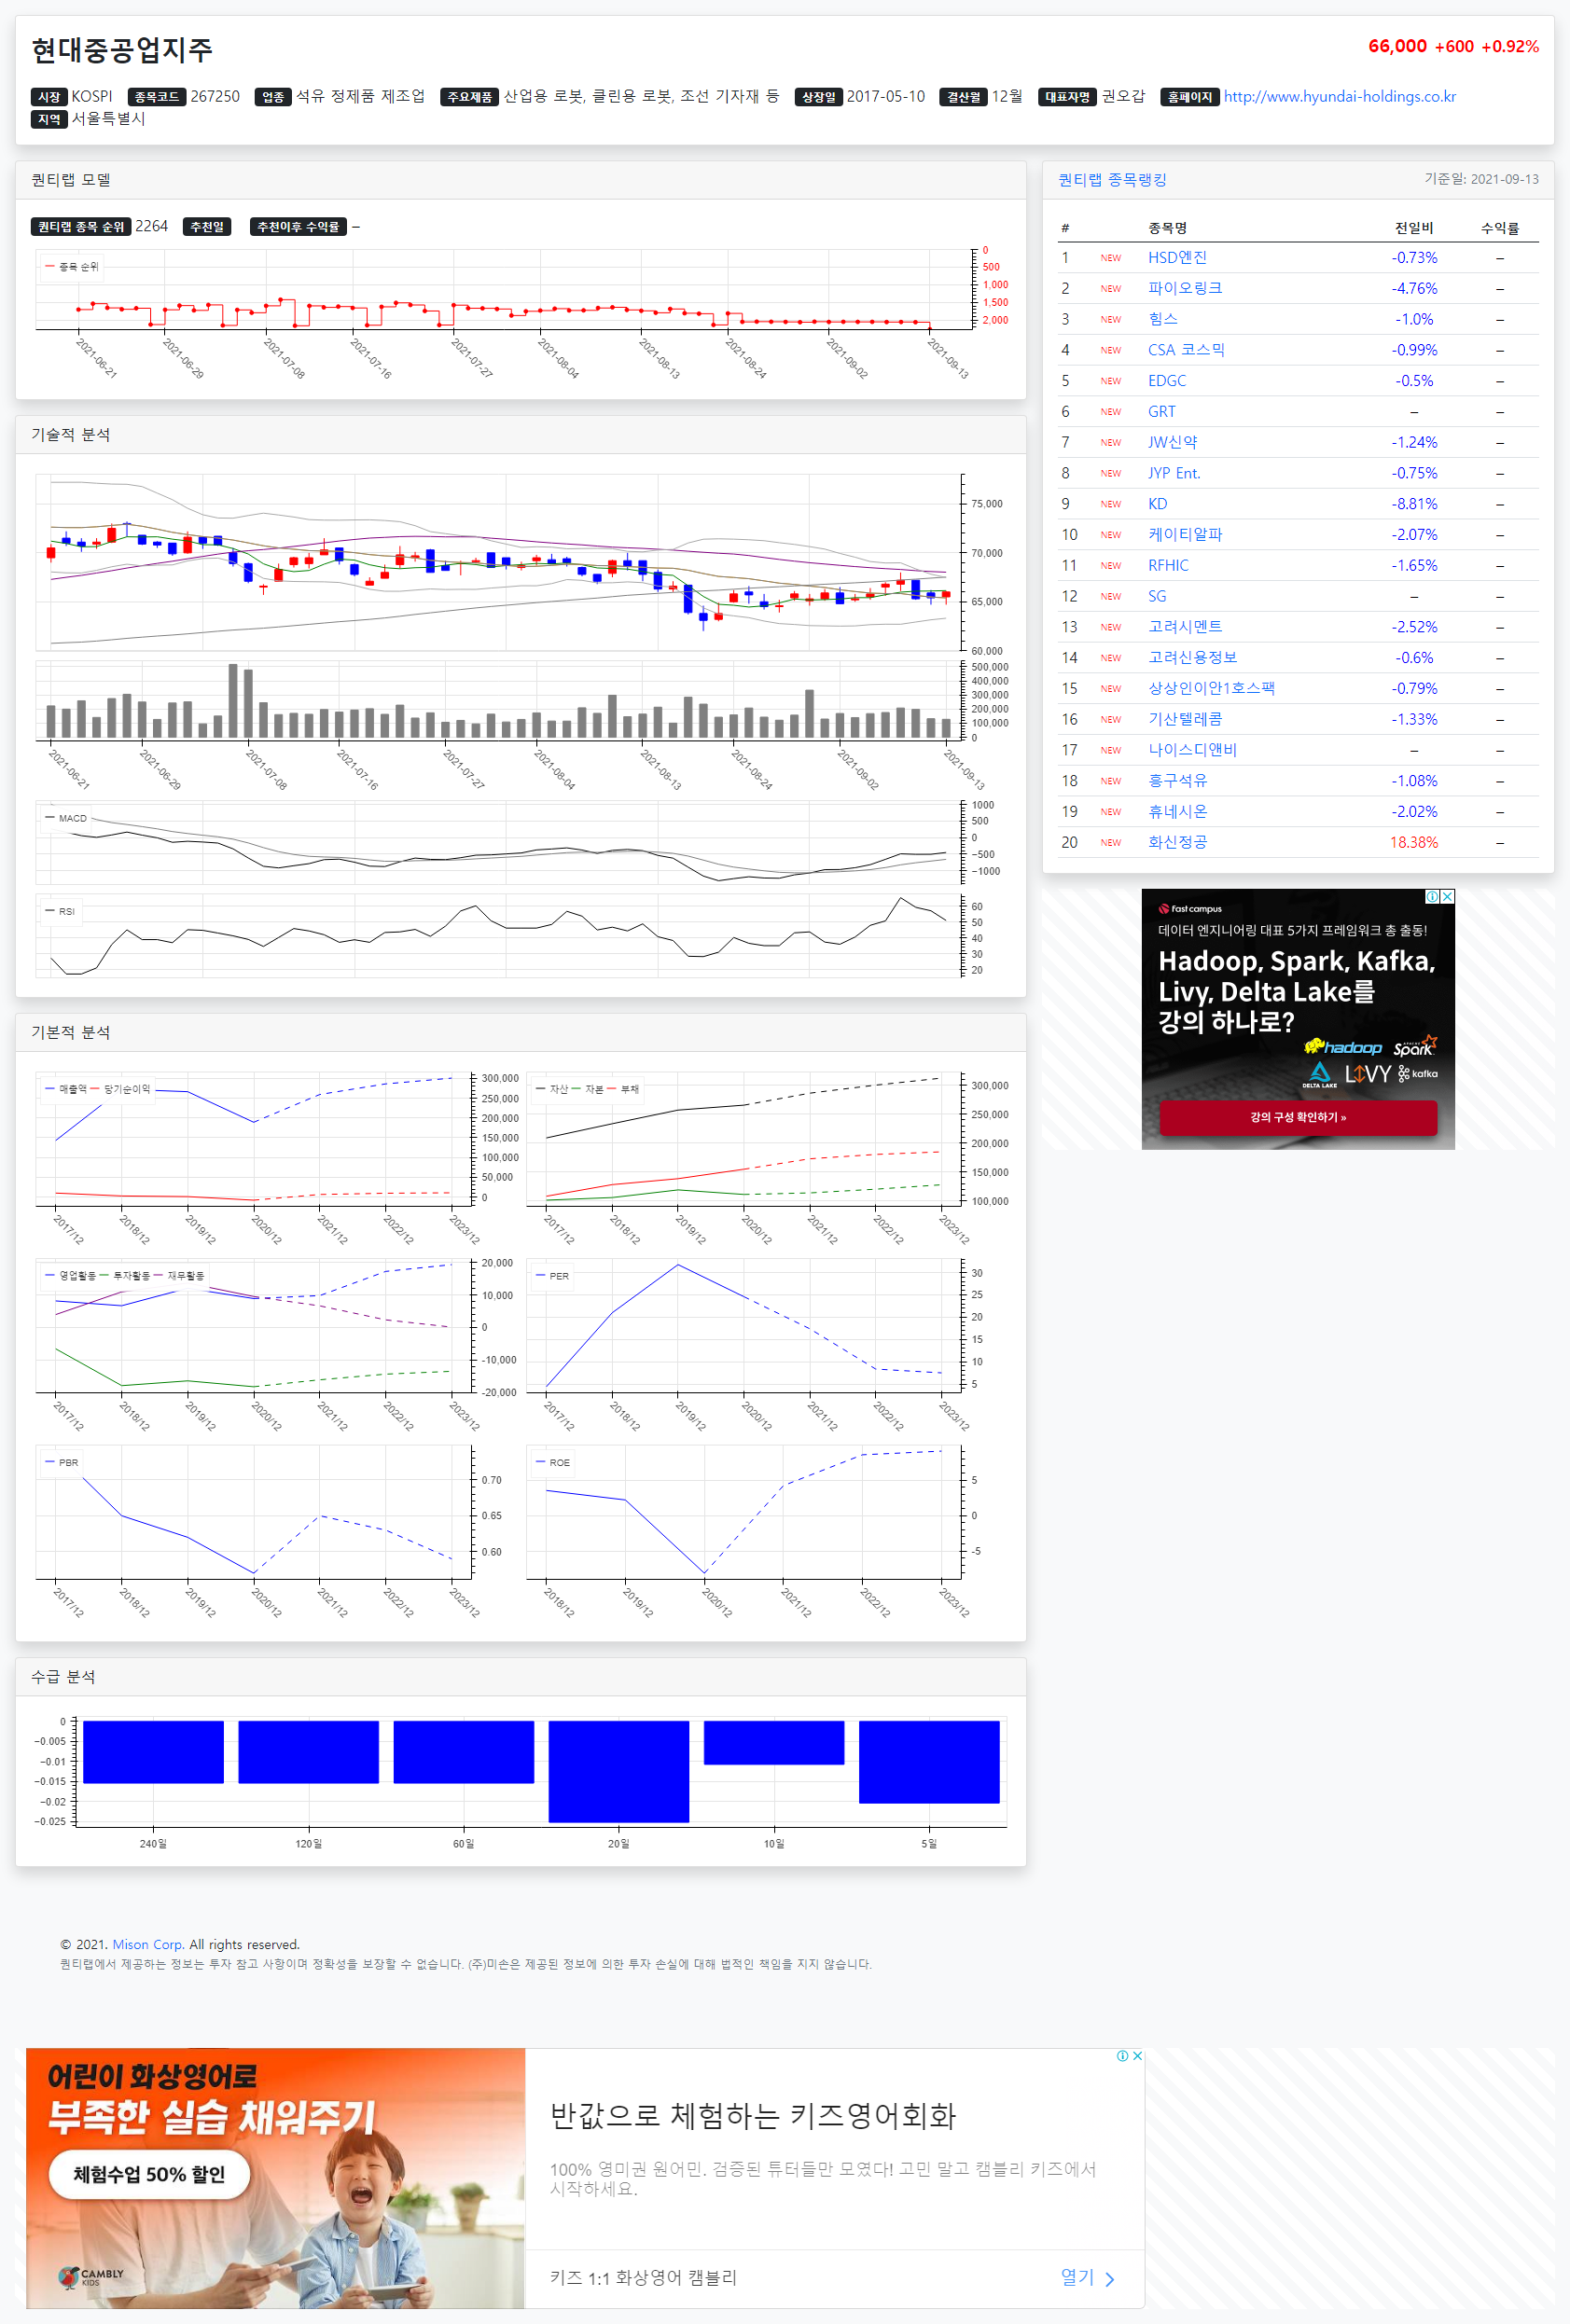 현대중공업지주
66,000 +600 +0.92%
시장 KOSPI 종목코드 267250 업종 석유 정제품 제조업 주요제품 산업용 로봇, 클린용 로봇, 조선 기자재 등 상장일 2017-05-10 결산월 12월 대표자명 권오갑 홈페이지 http://www.hyundai-holdings.co.kr
지역 서울특별시
퀀티랩 모델
퀀티랩 종목 순위 2264 추천일 추천이후 수익률 –
종목 순위
0
500
1,000
1,500
2,000
2021-06-21 2021-06-29 2021-07-08 2021-07-16 2021-07-27 2021-08-04 2021-08-13 2021-08-24 2021-09-02 2021-09-13
기술적 분석
75,000
70,000
65,000
60,000
500,000
400,000
300,000
200,000
100,000
0
2021-06-21 2021-06-29 2021-07-08 2021-07-16 2021-07-27 2021-08-04 2021-08-13 2021-08-24 2021-09-02 2021-09-13
MACD
1000
500
0
−500
−1000
RSI
60
50
40
30
20
기본적 분석
매출액 당기순이익
300,000
250,000
200,000
150,000
100,000
50,000
0
2017/12 2018/12 2019/12 2020/12 2021/12 2022/12 2023/12
자산 자본 부채
300,000
250,000
200,000
150,000
100,000
2017/12 2018/12 2019/12 2020/12 2021/12 2022/12 2023/12
영업활동 투자활동 재무활동
20,000
10,000
0
-10,000
-20,000
2017/12 2018/12 2019/12 2020/12 2021/12 2022/12 2023/12
PER
30
25
20
15
10
5
2017/12 2018/12 2019/12 2020/12 2021/12 2022/12 2023/12
PBR
0.70
0.65
0.60
2017/12 2018/12 2019/12 2020/12 2021/12 2022/12 2023/12
ROE
5
0
-5
2017/12 2018/12 2019/12 2020/12 2021/12 2022/12 2023/12
수급 분석
0
−0.005
−0.01
−0.015
−0.02
−0.025
240일 120일 60일 20일 10일 5일
퀀티랩 종목랭킹 기준일: 2021-09-13
# 종목명 전일비 수익률
1 NEW HSD엔진 -0.73% –
2 NEW 파이오링크 -4.76% –
3 NEW 힘스 -1.0% –
4 NEW CSA 코스믹 -0.99% –
5 NEW EDGC -0.5% –
6 NEW GRT – –
7 NEW JW신약 -1.24% –
8 NEW JYP Ent. -0.75% –
9 NEW KD -8.81% –
10 NEW 케이티알파 -2.07% –
11 NEW RFHIC -1.65% –
12 NEW SG – –
13 NEW 고려시멘트 -2.52% –
14 NEW 고려신용정보 -0.6% –
15 NEW 상상인이안1호스팩 -0.79% –
16 NEW 기산텔레콤 -1.33% –
17 NEW 나이스디앤비 – –
18 NEW 흥구석유 -1.08% –
19 NEW 휴네시온 -2.02% –
20 NEW 화신정공 18.38% –
fast campus
데이터 엔지니어링 대표 5가지 프레임워크 총 출동!
Hadoop, Spark, Kafka,
Livy, Delta Lake를
강의 하나로?
hadoop APACHE Spark
DELTA LAKE LIVY kafka
강의 구성 확인하기 »
© 2021. Mison Corp. All rights reserved.
퀀티랩에서 제공하는 정보는 투자 참고 사항이며 정확성을 보장할 수 없습니다. (주)미손은 제공된 정보에 의한 투자 손실에 대해 법적인 책임을 지지 않습니다.
어린이 화상영어로
부족한 실습 채워주기
체험수업 50% 할인
CAMBLY
KIDS
반값으로 체험하는 키즈영어회화
100% 영미권 원어민. 검증된 튜터들만 모였다! 고민 말고 캠블리 키즈에서
시작하세요.
키즈 1:1 화상영어 캠블리
열기